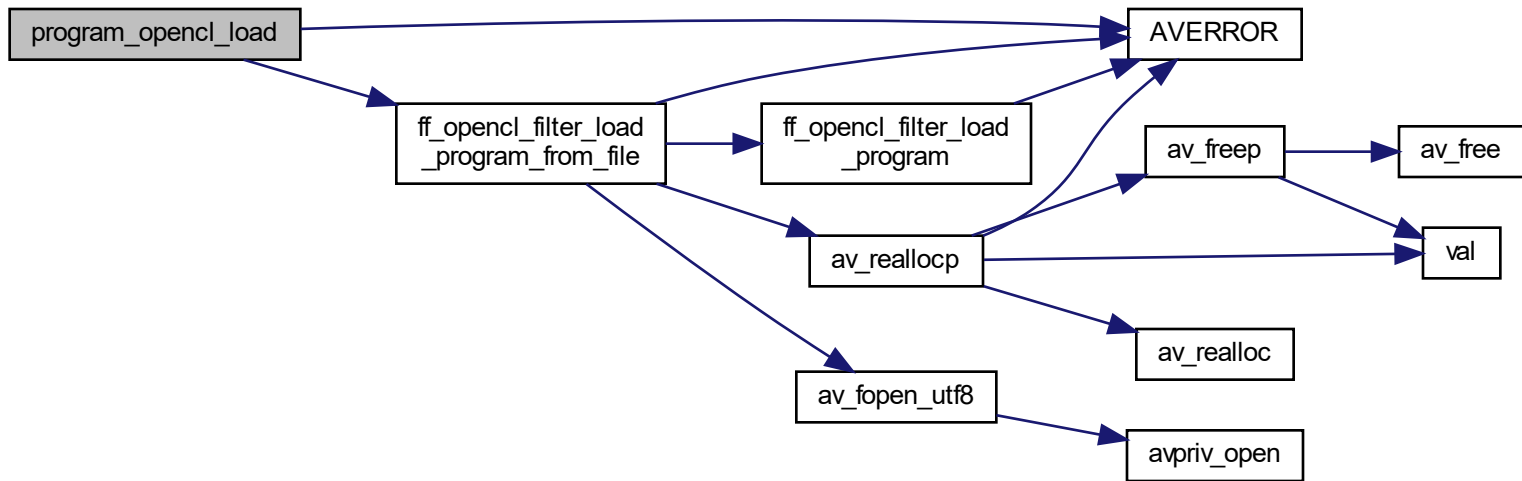 program_opencl_load
AVERROR
ff_opencl_filter_load
_program_from_file
ff_opencl_filter_load
_program
av_freep
av_free
av_reallocp
val
av_realloc
av_fopen_utf8
avpriv_open